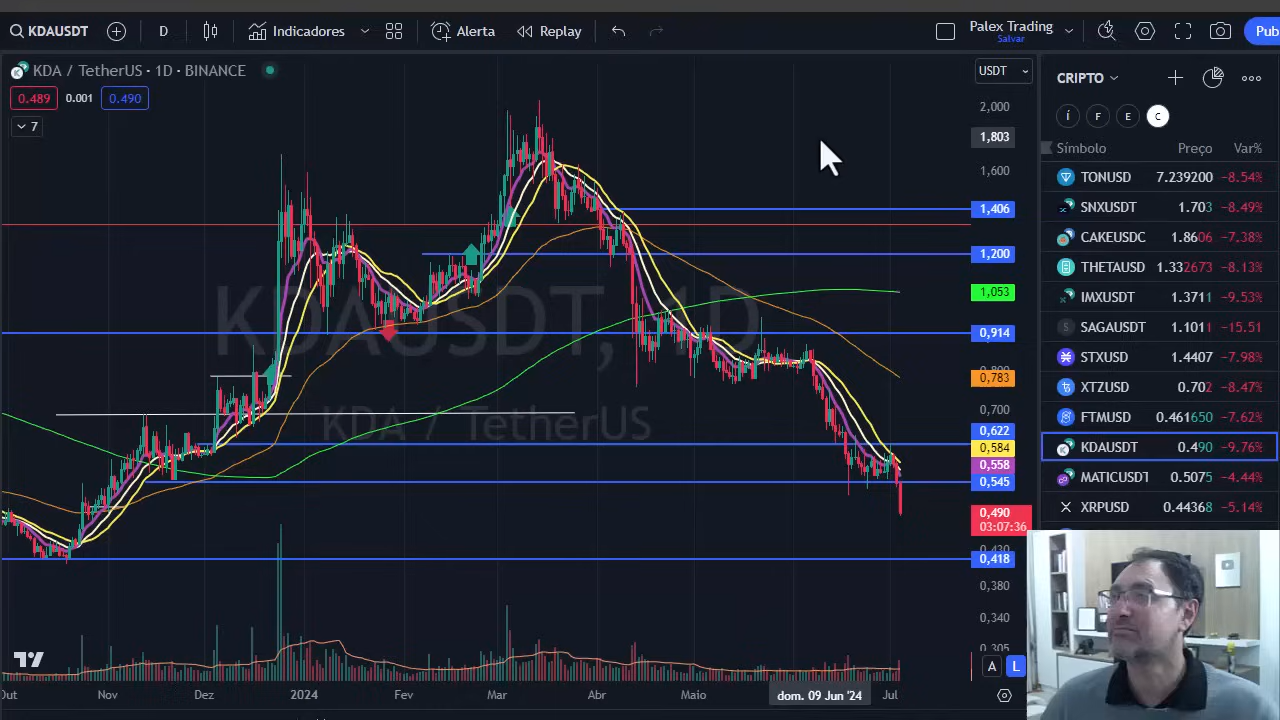 KDAUSDT
D
Indicadores
Alerta
Replay
Palex Trading
Salvar
Pub
KDA / TetherUS · 1D · BINANCE
0.489
0.001
0.490
7
USDT
KDAUSDT, 1D
KDA / TetherUS
2,000
1,803
1,600
1,406
1,200
1,053
0,914
0,783
0,700
0,622
0,584
0,558
0,545
0,490
03:07:36
0,418
0,380
0,340
0,305
A
L
Out
Nov
Dez
2024
Fev
Mar
Abr
Maio
dom. 09 Jun '24
Jul
CRIPTO
Í
F
E
C
Símbolo Preço Var%
TONUSD 7.239200 −8.54%
SNXUSDT 1.703 −8.49%
CAKEUSDC 1.8606 −7.38%
THETAUSD 1.332673 −8.13%
IMXUSDT 1.3711 −9.53%
SAGAUSDT 1.1011 −15.51
STXUSD 1.4407 −7.98%
XTZUSD 0.702 −8.47%
FTMUSD 0.461650 −7.62%
KDAUSDT 0.490 −9.76%
MATICUSDT 0.5075 −4.44%
XRPUSD 0.44368 −5.14%